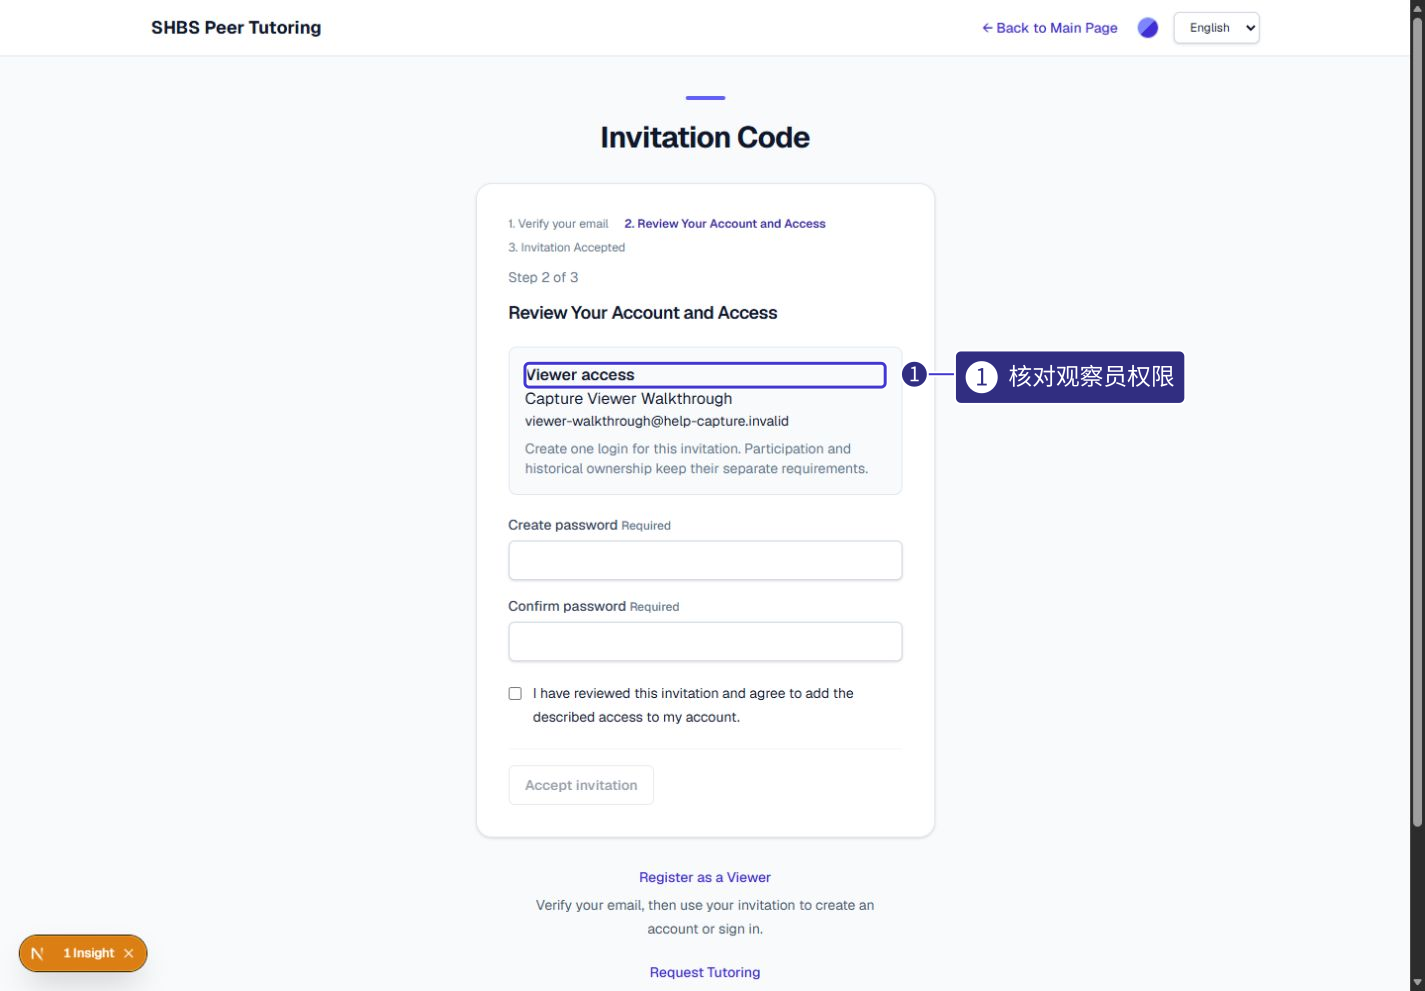 SHBS Peer Tutoring
← Back to Main Page
English
Invitation Code
1. Verify your email
2. Review Your Account and Access
3. Invitation Accepted
Step 2 of 3
Review Your Account and Access
Viewer access
1
① 核对观察员权限
Capture Viewer Walkthrough
viewer-walkthrough@help-capture.invalid
Create one login for this invitation. Participation and
historical ownership keep their separate requirements.
Create password Required
Confirm password Required
I have reviewed this invitation and agree to add the
described access to my account.
Accept invitation
Register as a Viewer
Verify your email, then use your invitation to create an
account or sign in.
N 1 Insight ×
Request Tutoring